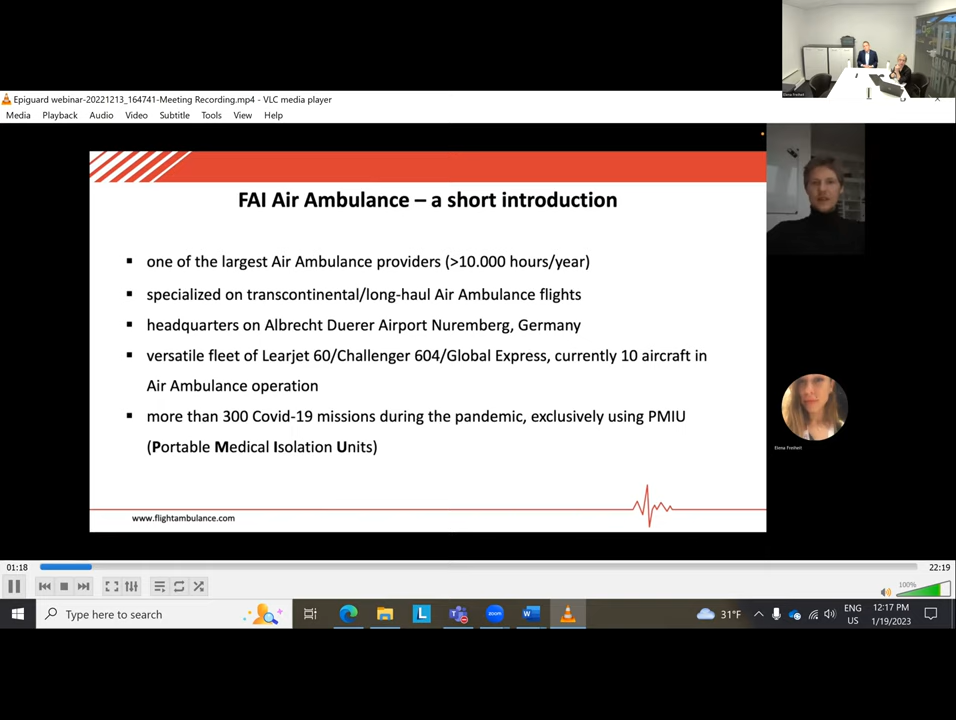 Elena Freiheit
Epiguard webinar-20221213_164741-Meeting Recording.mp4 - VLC media player
Media Playback Audio Video Subtitle Tools View Help
FAI Air Ambulance – a short introduction
▪ one of the largest Air Ambulance providers (>10.000 hours/year)
▪ specialized on transcontinental/long-haul Air Ambulance flights
▪ headquarters on Albrecht Duerer Airport Nuremberg, Germany
▪ versatile fleet of Learjet 60/Challenger 604/Global Express, currently 10 aircraft in
Air Ambulance operation
▪ more than 300 Covid-19 missions during the pandemic, exclusively using PMIU
(Portable Medical Isolation Units)
Elena Freiheit
www.flightambulance.com
01:18
22:19
100%
Type here to search
L
W
31°F
ENG
US
12:17 PM
1/19/2023